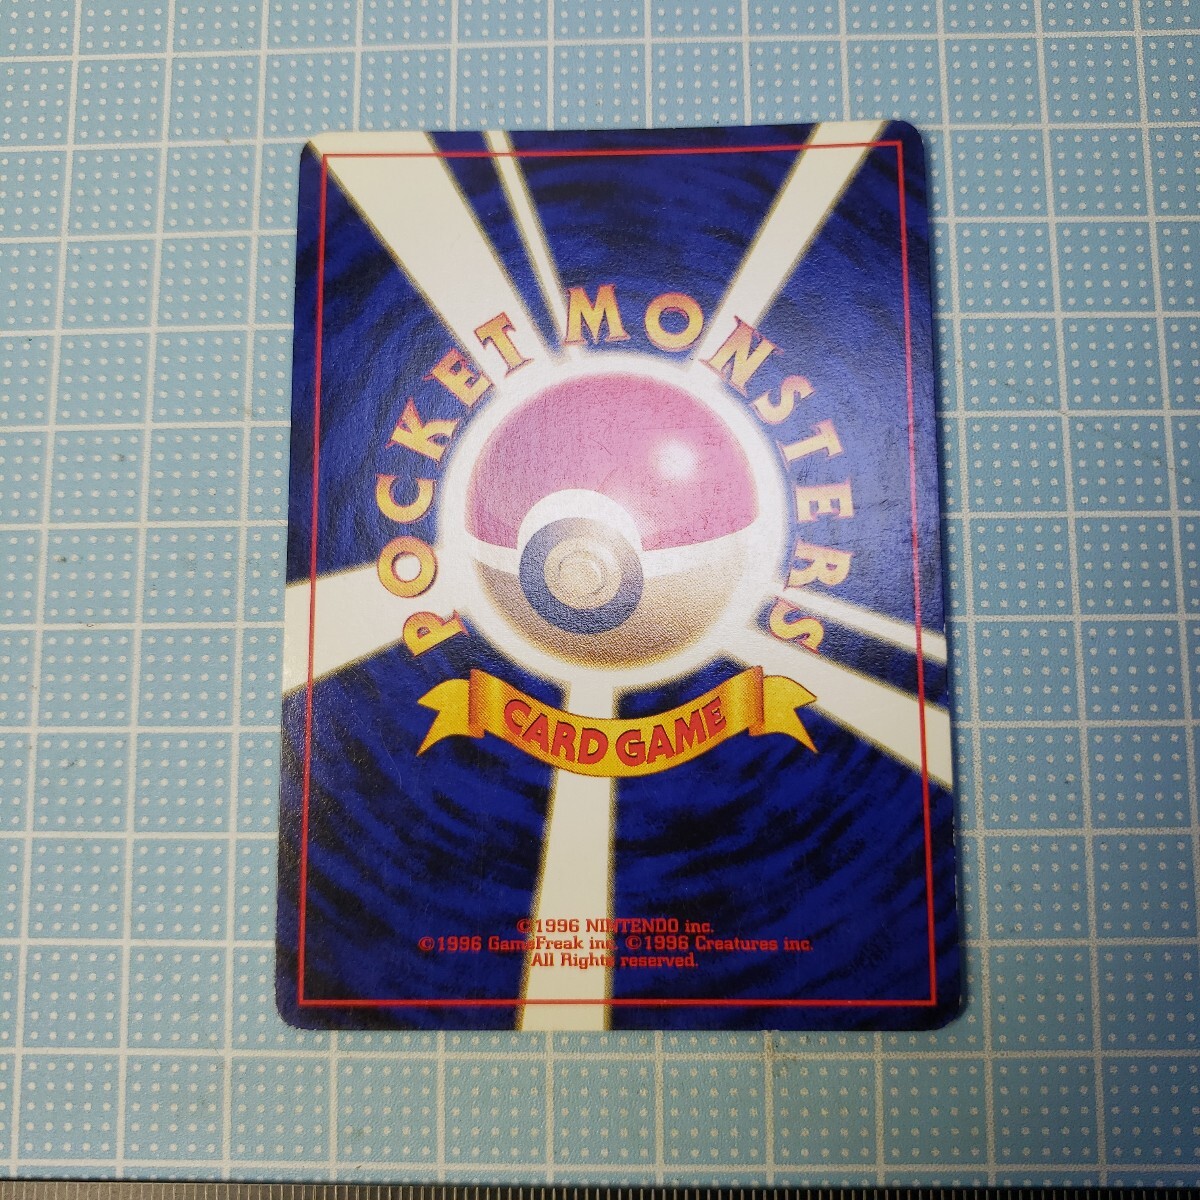 POCKET MONSTERS
CARD GAME
©1996 NINTENDO inc.
©1996 GameFreak inc. ©1996 Creatures inc.
All Rights reserved.